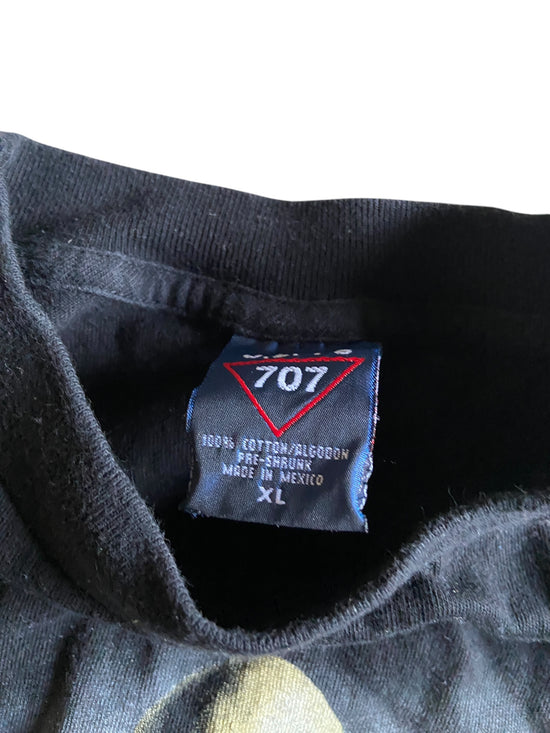 707
100% COTTON/ALGODON
PRE-SHRUNK
MADE IN MEXICO
XL